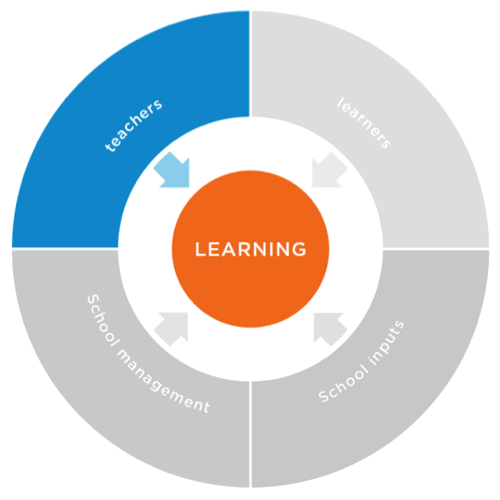 teachers
learners
LEARNING
School management
School inputs